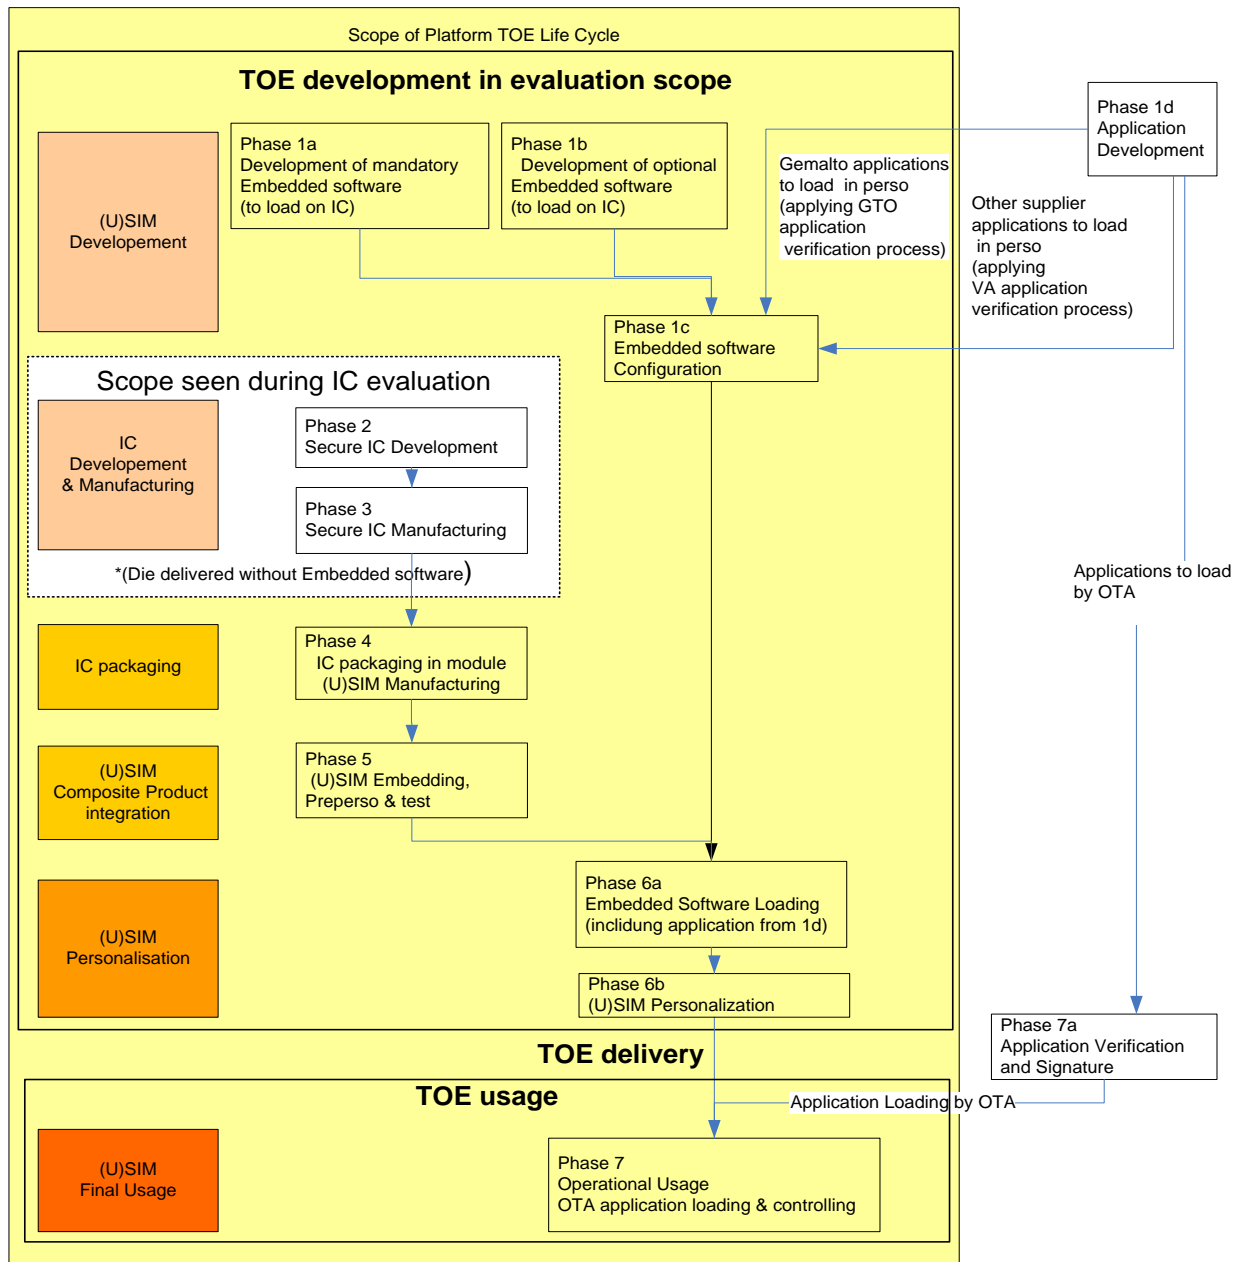 Scope of Platform TOE Life Cycle
TOE development in evaluation scope
(U)SIM
Developement
Phase 1a
Development of mandatory
Embedded software
(to load on IC)
Phase 1b
Development of optional
Embedded software
(to load on IC)
Gemalto applications
to load  in perso
(applying GTO
application
verification process)
Phase 1d
Application
Development
Other supplier
applications to load
in perso
(applying
VA application
verification process)
Phase 1c
Embedded software
Configuration
Scope seen during IC evaluation
IC
Developement
& Manufacturing
Phase 2
Secure IC Development
Phase 3
Secure IC Manufacturing
*(Die delivered without Embedded software)
Applications to load
by OTA
IC packaging
Phase 4
IC packaging in module
(U)SIM Manufacturing
(U)SIM
Composite Product
integration
Phase 5
(U)SIM Embedding,
Preperso & test
(U)SIM
Personalisation
Phase 6a
Embedded Software Loading
(inclidung application from 1d)
Phase 6b
(U)SIM Personalization
Phase 7a
Application Verification
and Signature
TOE delivery
TOE usage
Application Loading by OTA
(U)SIM
Final Usage
Phase 7
Operational Usage
OTA application loading & controlling